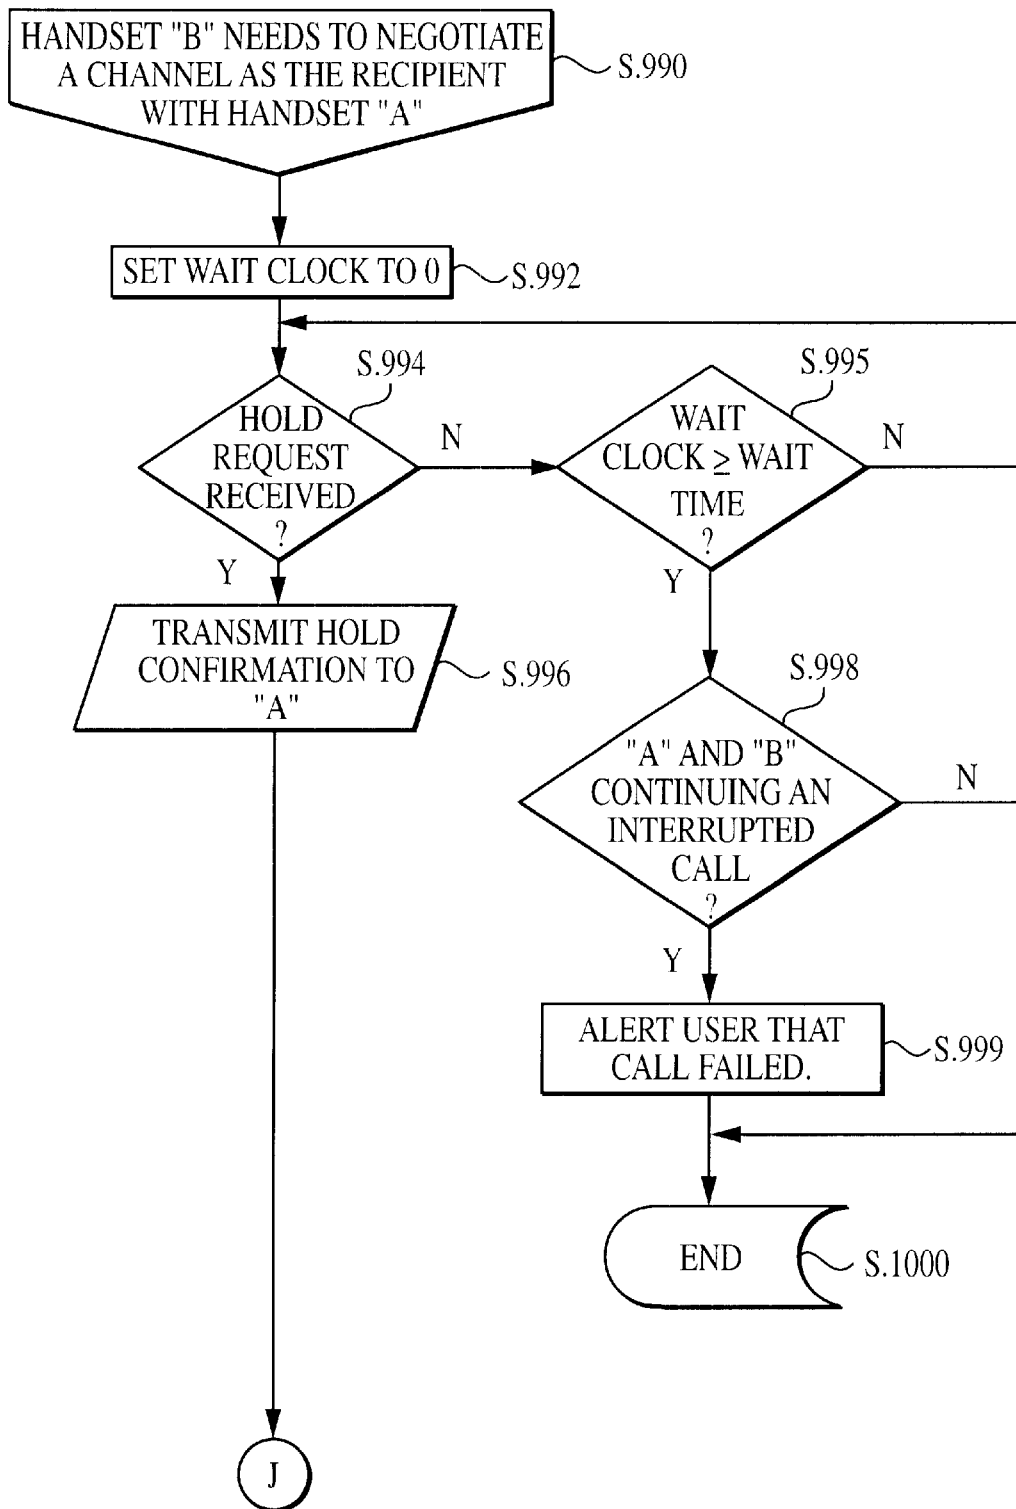 HANDSET "B" NEEDS TO NEGOTIATE
A CHANNEL AS THE RECIPIENT
WITH HANDSET "A"
S.990
SET WAIT CLOCK TO 0
S.992
S.994
HOLD
REQUEST
RECEIVED
?
N
Y
S.995
WAIT
CLOCK ≥ WAIT
TIME
?
N
Y
TRANSMIT HOLD
CONFIRMATION TO
"A"
S.996
S.998
"A" AND "B"
CONTINUING AN
INTERRUPTED
CALL
?
N
Y
ALERT USER THAT
CALL FAILED.
S.999
END
S.1000
J